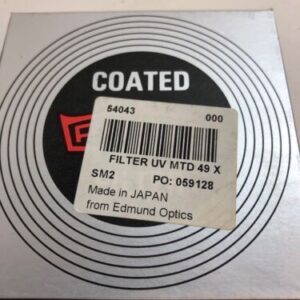 COATED
54043 000
FILTER UV MTD 49 X
SM2 PO: 059128
Made in JAPAN
from Edmund Optics